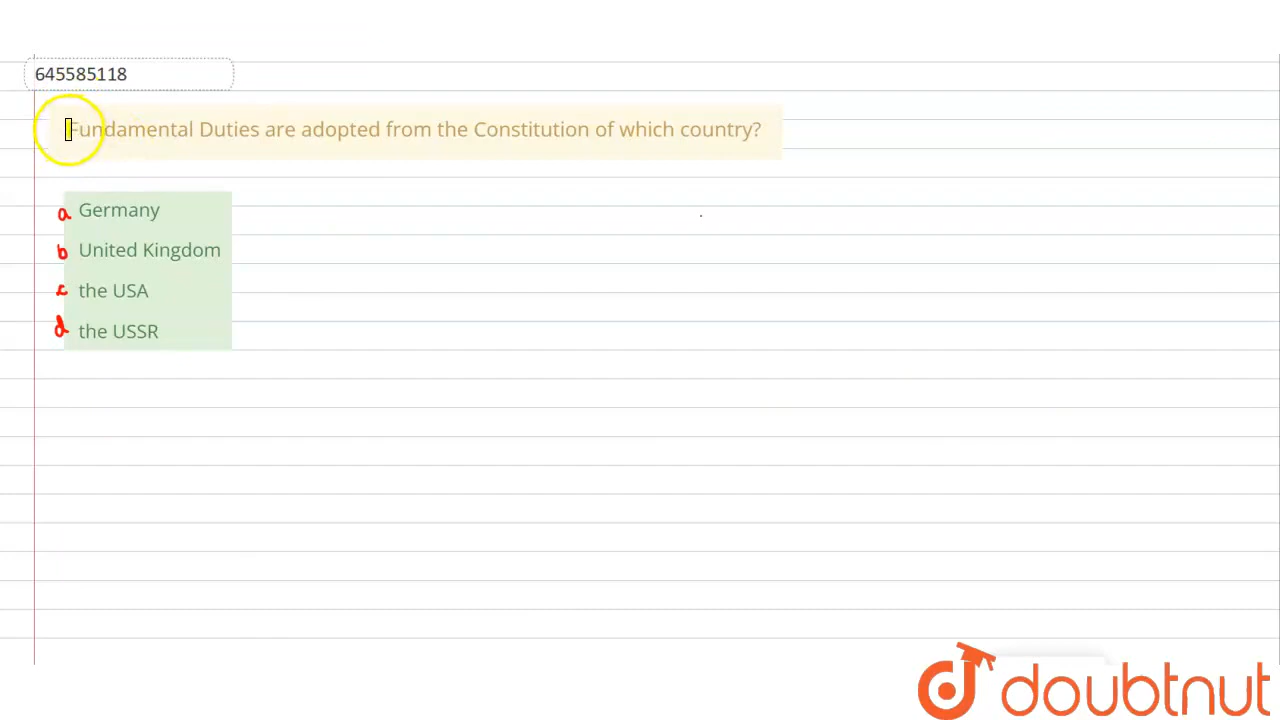 645585118
Fundamental Duties are adopted from the Constitution of which country?
a Germany
b United Kingdom
c the USA
d the USSR
doubtnut